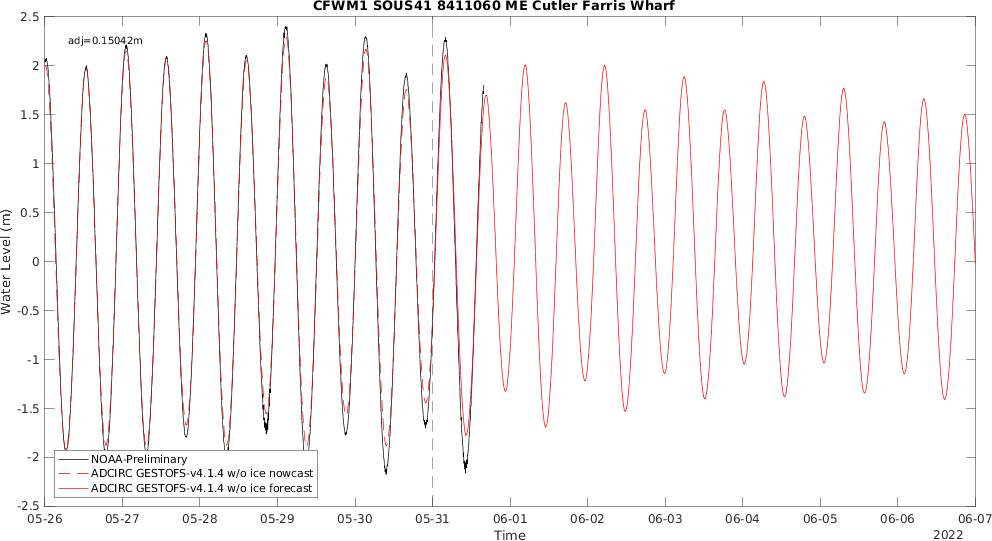 CFWM1 SOUS41 8411060 ME Cutler Farris Wharf
adj=0.15042m
2.5
2
1.5
1
0.5
0
-0.5
-1
-1.5
-2
-2.5
Water Level (m)
NOAA-Preliminary
ADCIRC GESTOFS-v4.1.4 w/o ice nowcast
ADCIRC GESTOFS-v4.1.4 w/o ice forecast
05-26 05-27 05-28 05-29 05-30 05-31 06-01 06-02 06-03 06-04 06-05 06-06 06-07
Time
2022